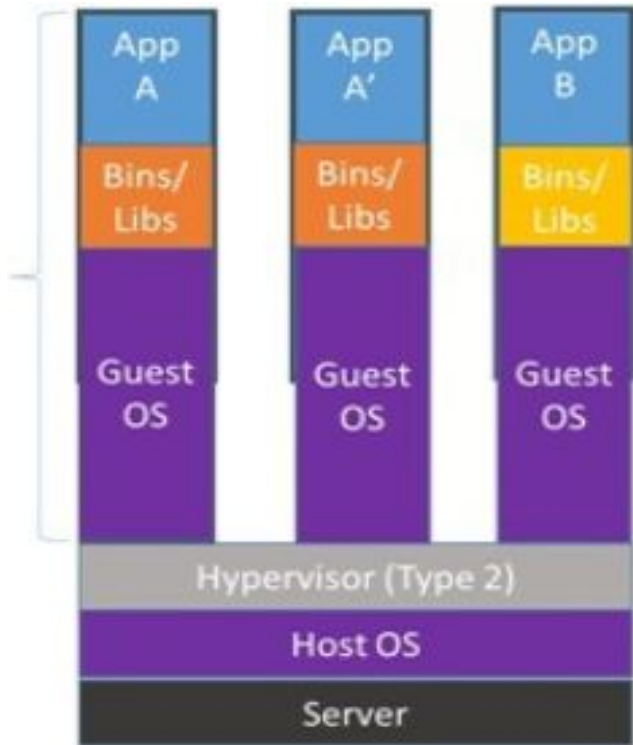 App
A
App
A'
App
B
Bins/
Libs
Bins/
Libs
Bins/
Libs
Guest
OS
Guest
OS
Guest
OS
Hypervisor (Type 2)
Host OS
Server